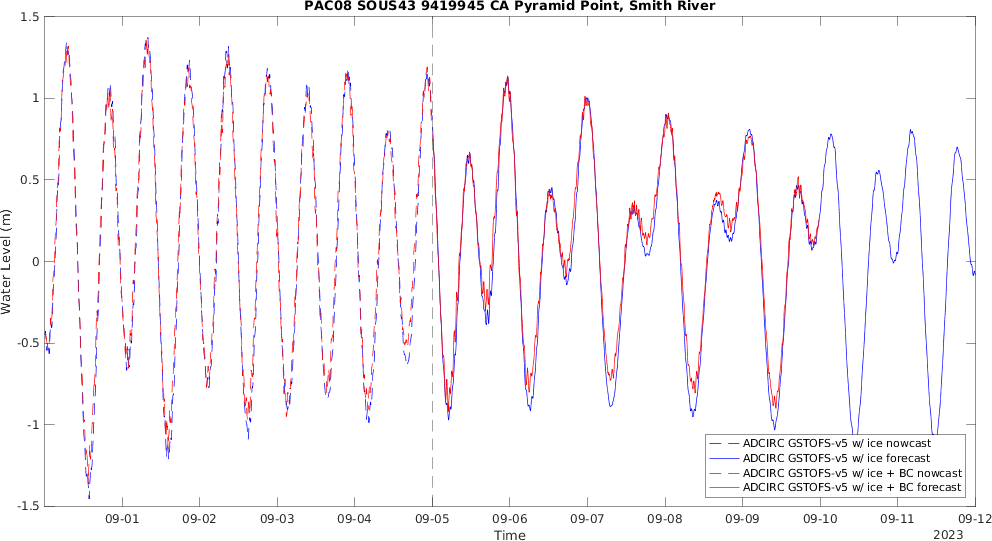 PAC08 SOUS43 9419945 CA Pyramid Point, Smith River
Water Level (m)
1.5
1
0.5
0
-0.5
-1
-1.5
ADCIRC GSTOFS-v5 w/ ice nowcast
ADCIRC GSTOFS-v5 w/ ice forecast
ADCIRC GSTOFS-v5 w/ ice + BC nowcast
ADCIRC GSTOFS-v5 w/ ice + BC forecast
09-01 09-02 09-03 09-04 09-05 09-06 09-07 09-08 09-09 09-10 09-11 09-12
Time
2023